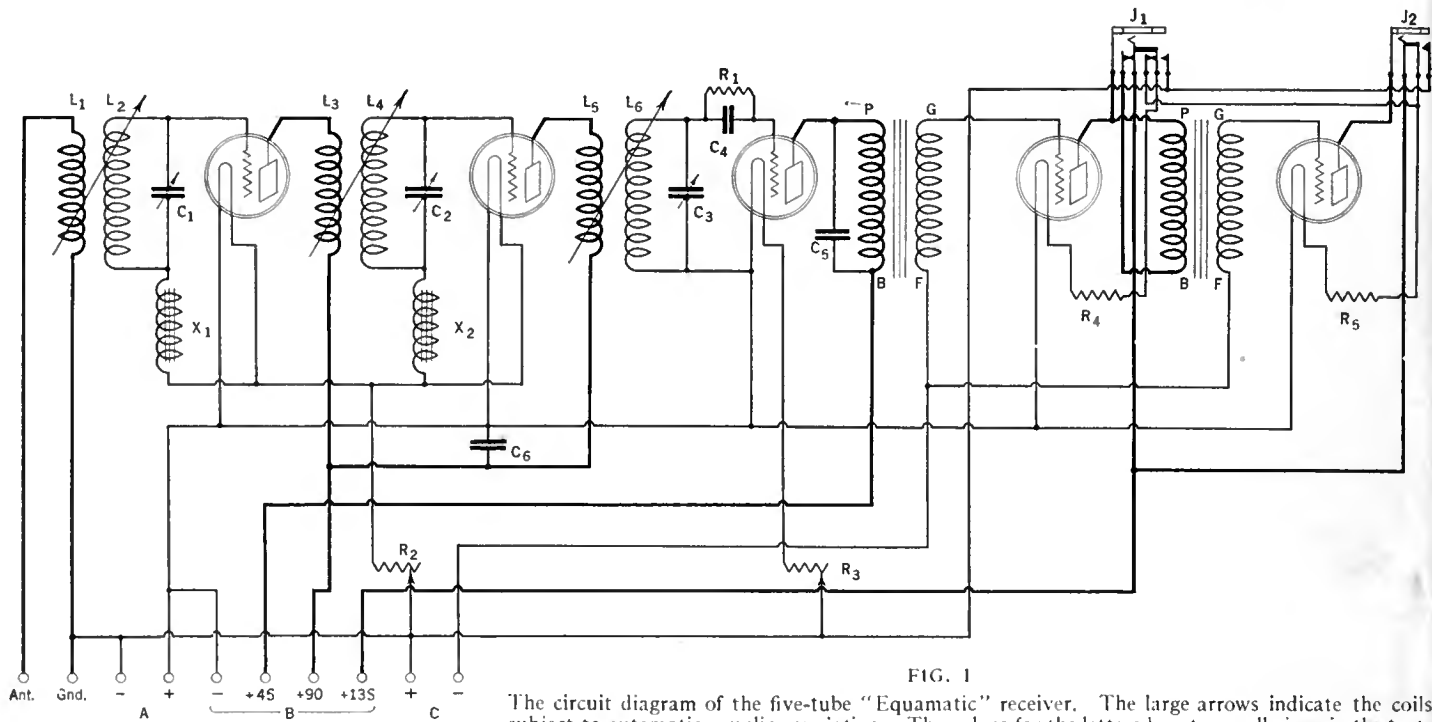 J1 J2
R1
L1 L2 L3 L4 L5 L6 P G P G
C4
C1 C2 C3
C5
B F R4 B F R5
X1 X2
C6
R2 R3
Ant. Gnd. - + - +45 +90 +135 + -
A B C
FIG. 1
The circuit diagram of the five-tube "Equamatic" receiver. The large arrows indicate the coils